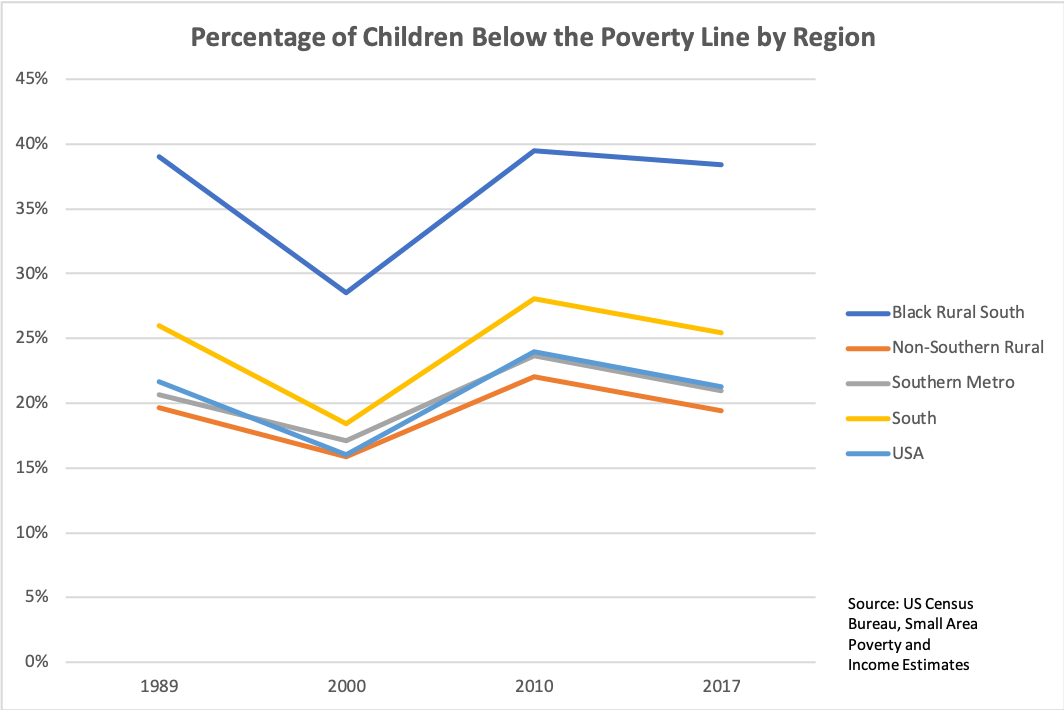 Percentage of Children Below the Poverty Line by Region
45%
40%
35%
30%
25%
20%
15%
10%
5%
0%
1989 2000 2010 2017
Black Rural South
Non-Southern Rural
Southern Metro
South
USA
Source: US Census
Bureau, Small Area
Poverty and
Income Estimates